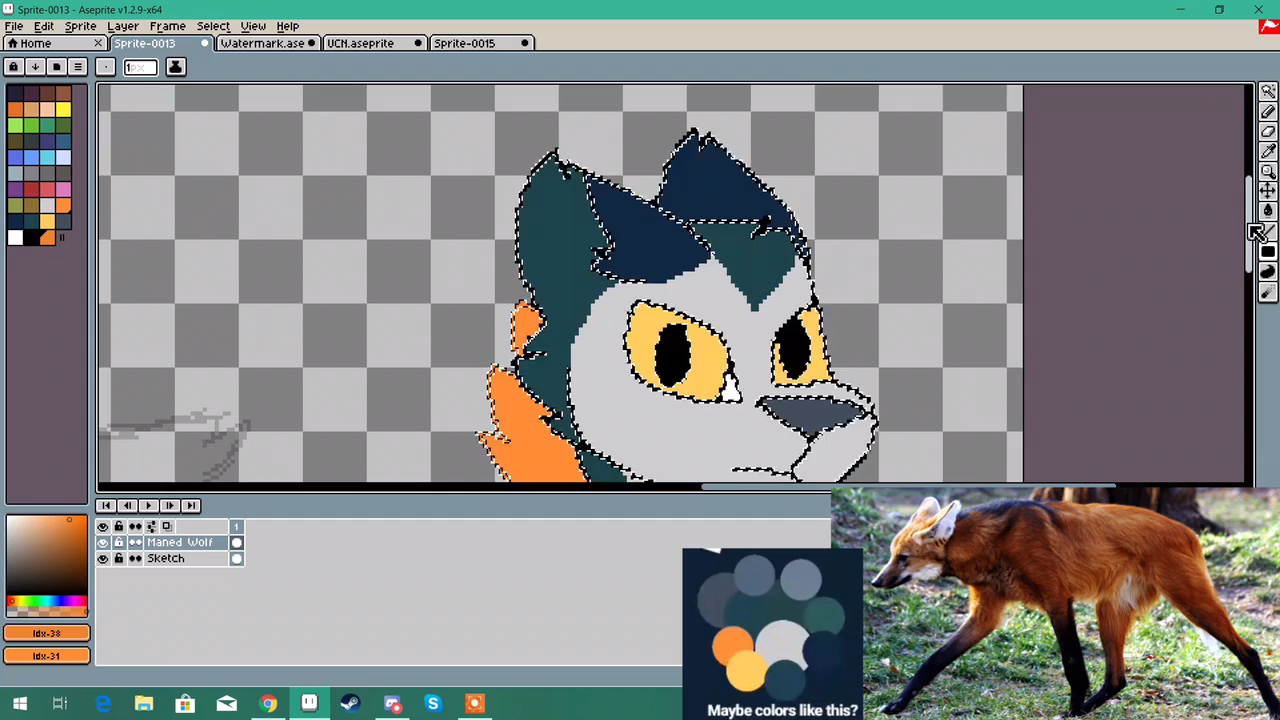 Sprite-0013 - Aseprite v1.2.9-x64
File Edit Sprite Layer Frame Select View Help
Home Sprite-0013 Watermark.ase UCN.aseprite Sprite-0015
1px
1
Maned Wolf
Sketch
Idx-38
Idx-31
Maybe colors like this?